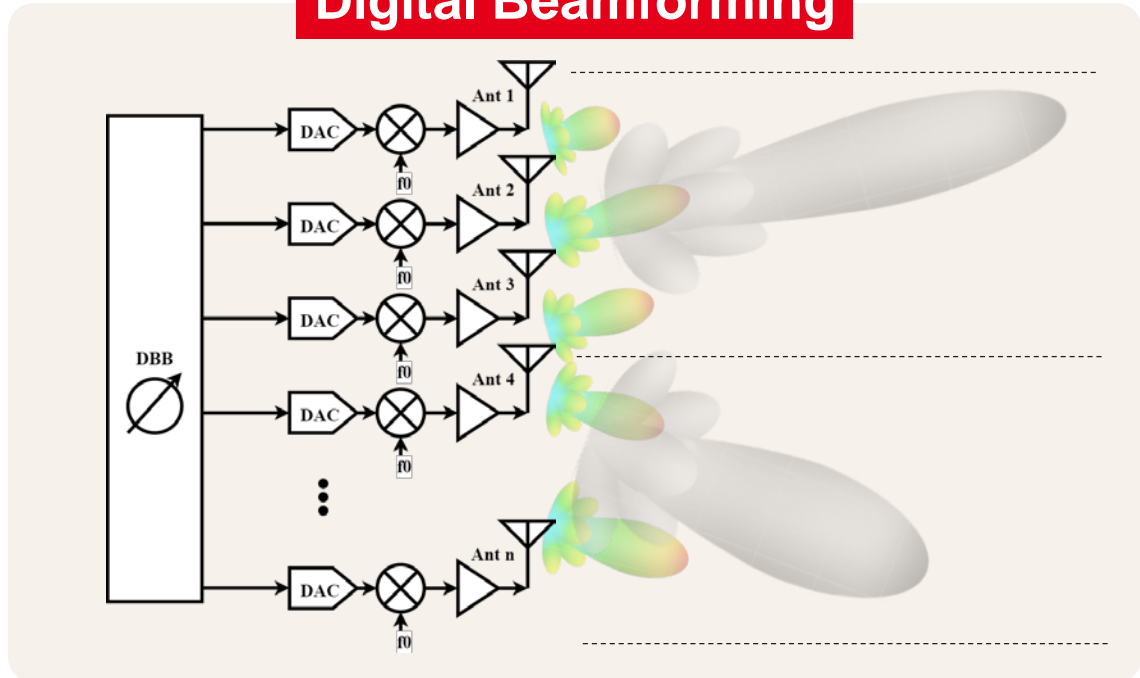 Digital Beamforming
Ant 1
DAC
f0
Ant 2
DAC
f0
Ant 3
DAC
f0
DBB
Ant 4
DAC
f0
Ant n
DAC
f0